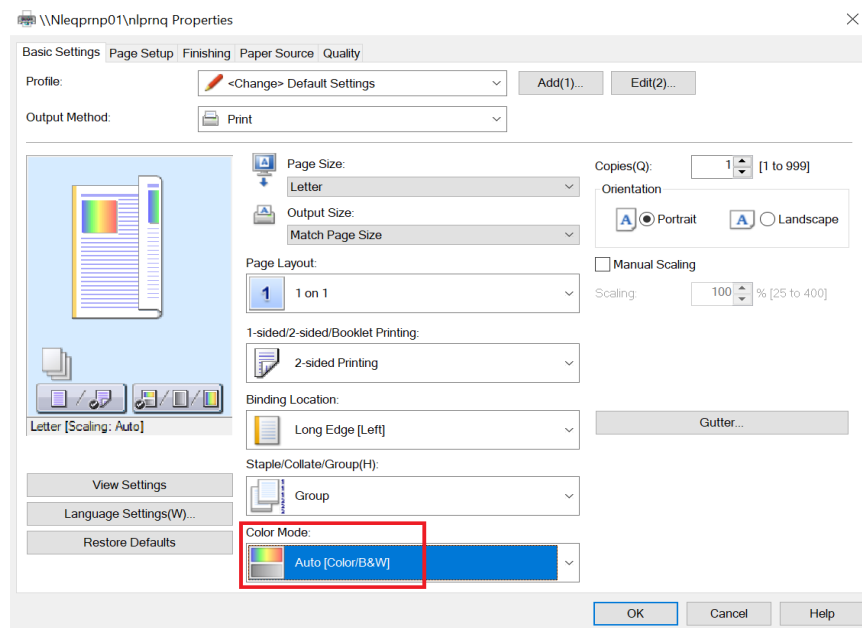 \\Nleqprnp01\nlprnq Properties
Basic Settings Page Setup Finishing Paper Source Quality
Profile: <Change> Default Settings Add(1)... Edit(2)...
Output Method: Print
Page Size:
Letter
Output Size:
Match Page Size
Copies(Q): 1 [1 to 999]
Orientation
A Portrait A Landscape
Page Layout:
1 1 on 1
Manual Scaling
Scaling: 100 % [25 to 400]
1-sided/2-sided/Booklet Printing:
2-sided Printing
Binding Location:
Long Edge [Left]
Gutter...
Letter [Scaling: Auto]
Staple/Collate/Group(H):
Group
View Settings
Language Settings(W)...
Restore Defaults
Color Mode:
Auto [Color/B&W]
OK Cancel Help